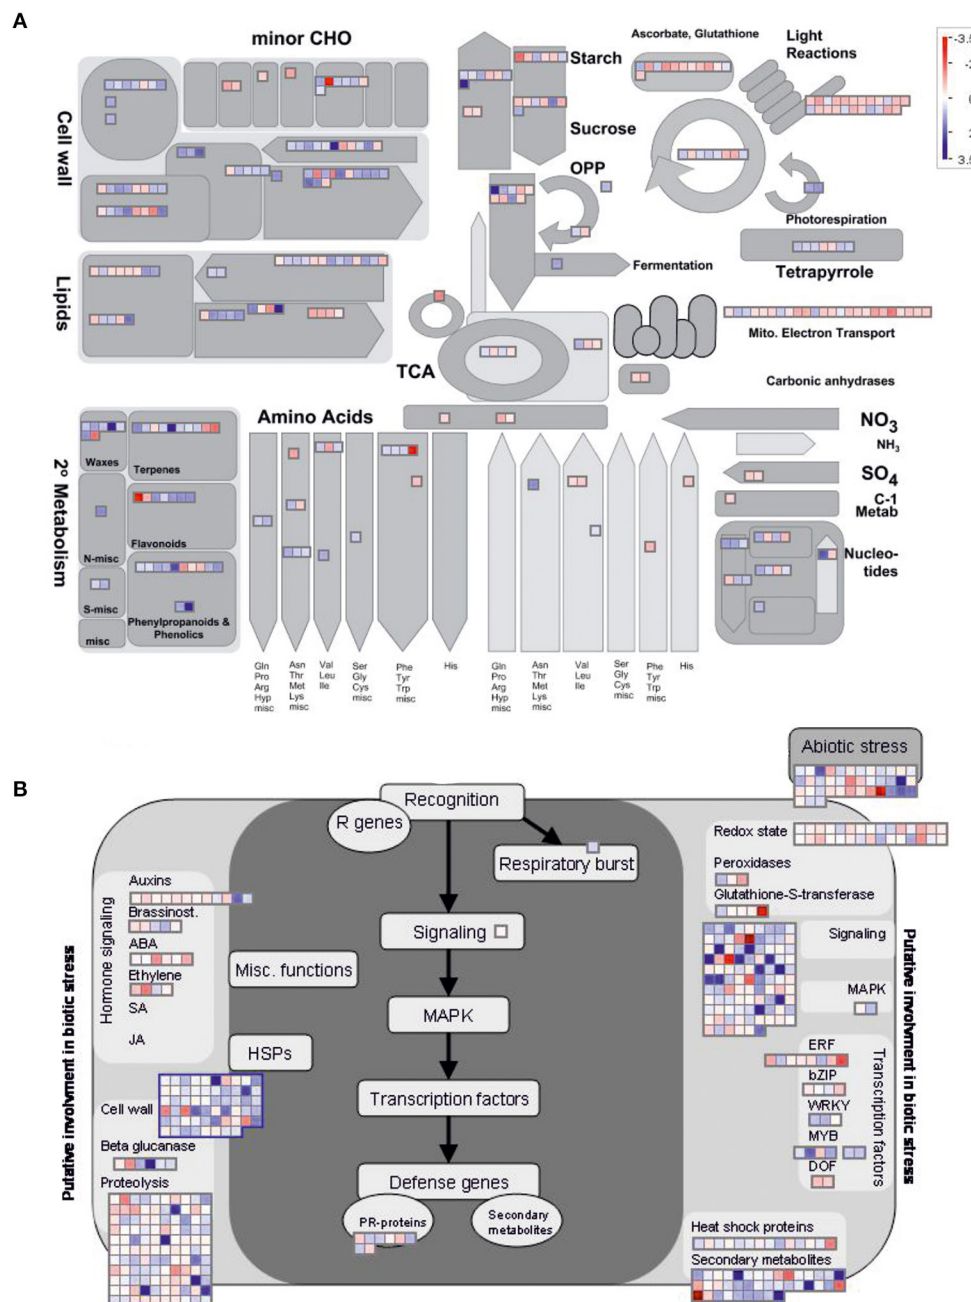 A
minor CHO
Cell wall
Lipids
2° Metabolism
Starch
Sucrose
OPP
Fermentation
TCA
Ascorbate, Glutathione
Light
Reactions
Photorespiration
Tetrapyrrole
Mito. Electron Transport
Carbonic anhydrases
-3.5
0
3.5
Amino Acids
NO3
NH3
SO4
C-1
Metab
Nucleo-
tides
Waxes
Terpenes
N-misc
Flavonoids
S-misc
misc
Phenylpropanoids &
Phenolics
Gln
Pro
Arg
Hyp
misc
Asn
Thr
Met
Lys
misc
Val
Leu
Ile
Ser
Gly
Cys
misc
Phe
Tyr
Trp
misc
His
Gln
Pro
Arg
Hyp
misc
Asn
Thr
Met
Lys
misc
Val
Leu
Ile
Ser
Gly
Cys
misc
Phe
Tyr
Trp
misc
His
B
Abiotic stress
Recognition
R genes
Respiratory burst
Signaling
Misc. functions
MAPK
HSPs
Transcription factors
Defense genes
PR-proteins
Secondary
metabolites
Putative involvment in biotic stress
Hormone signaling
Auxins
Brassinost.
ABA
Ethylene
SA
JA
Cell wall
Beta glucanase
Proteolysis
Redox state
Peroxidases
Glutathione-S-transferase
Signaling
MAPK
ERF
bZIP
WRKY
MYB
DOF
Transcription factors
Putative involvment in biotic stress
Heat shock proteins
Secondary metabolites